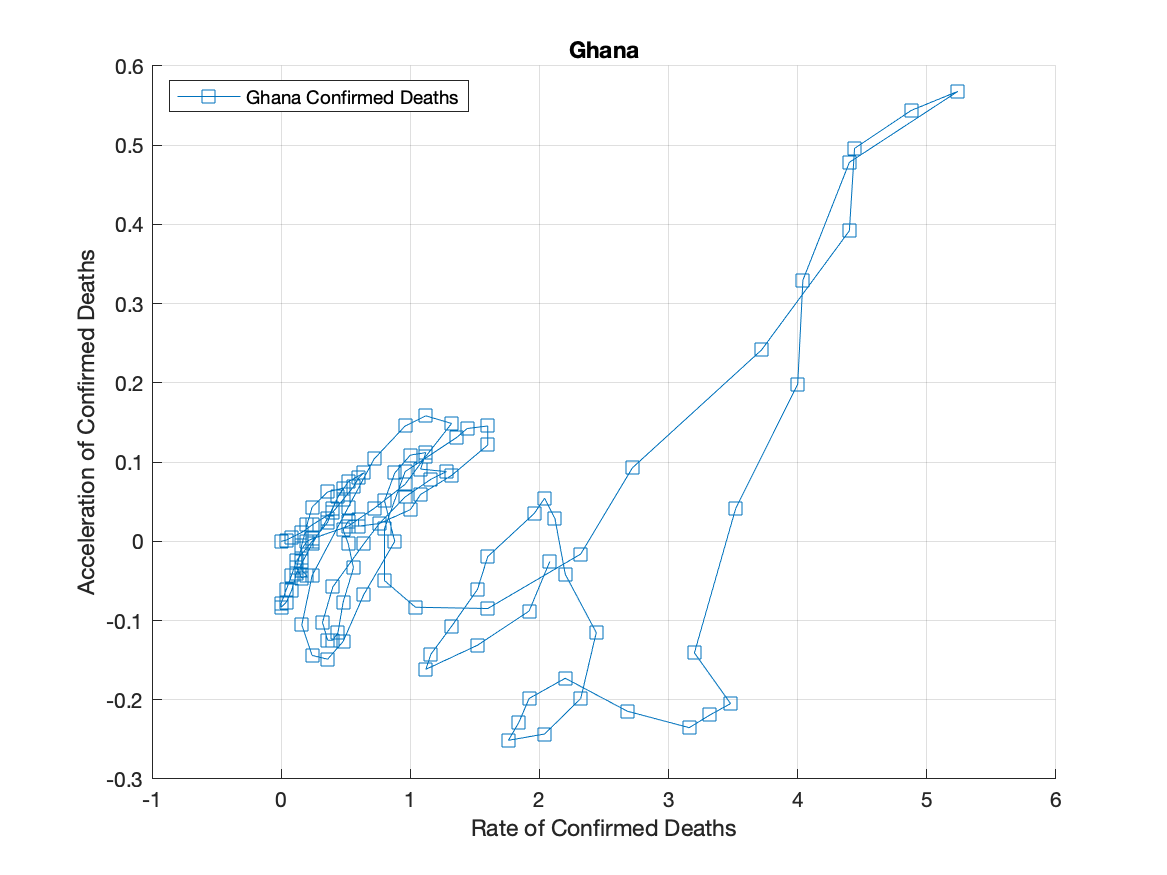 Ghana
Ghana Confirmed Deaths
0.6
0.5
0.4
0.3
0.2
0.1
0
-0.1
-0.2
-0.3
Acceleration of Confirmed Deaths
-1 0 1 2 3 4 5 6
Rate of Confirmed Deaths